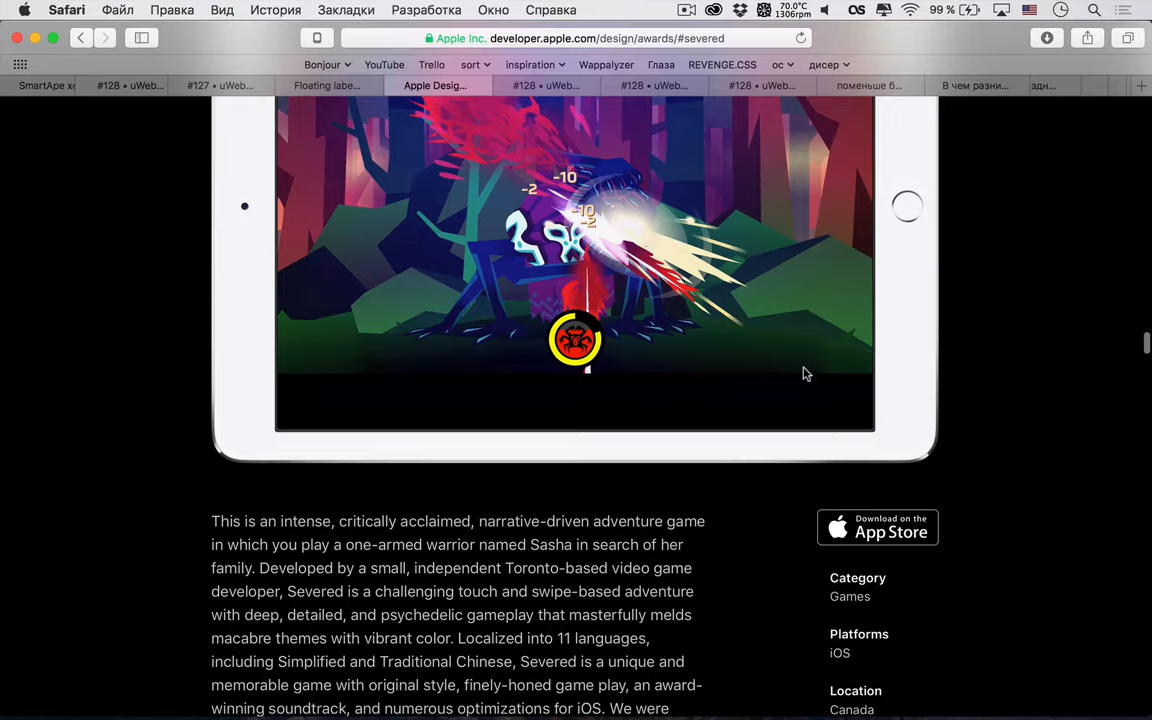 Safari Файл Правка Вид История Закладки Разработка Окно Справка 70.0°C 1306rpm OS 99 %
Apple Inc. developer.apple.com/design/awards/#severed
Bonjour YouTube Trello sort inspiration Wappalyzer Глаза REVENGE.CSS ос дисер
SmartApe хо #128 • uWeb... #127 • uWeb... Floating labe... Apple Desig... #128 • uWeb... #128 • uWeb... #128 • uWeb... поменьше б... В чем разни... здн...
-10
-2
-10
-2
This is an intense, critically acclaimed, narrative-driven adventure game
in which you play a one-armed warrior named Sasha in search of her
family. Developed by a small, independent Toronto-based video game
developer, Severed is a challenging touch and swipe-based adventure
with deep, detailed, and psychedelic gameplay that masterfully melds
macabre themes with vibrant color. Localized into 11 languages,
including Simplified and Traditional Chinese, Severed is a unique and
memorable game with original style, finely-honed game play, an award-
winning soundtrack, and numerous optimizations for iOS. We were
Download on the
App Store
Category
Games
Platforms
iOS
Location
Canada